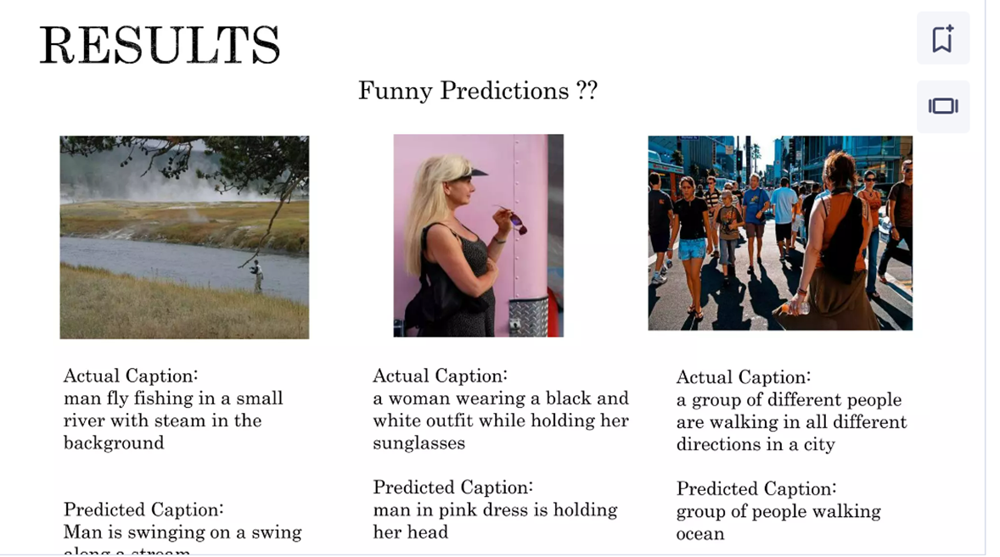 RESULTS
Funny Predictions ??
Actual Caption:
man fly fishing in a small
river with steam in the
background
Predicted Caption:
Man is swinging on a swing
along a stream
Actual Caption:
a woman wearing a black and
white outfit while holding her
sunglasses
Predicted Caption:
man in pink dress is holding
her head
Actual Caption:
a group of different people
are walking in all different
directions in a city
Predicted Caption:
group of people walking
ocean